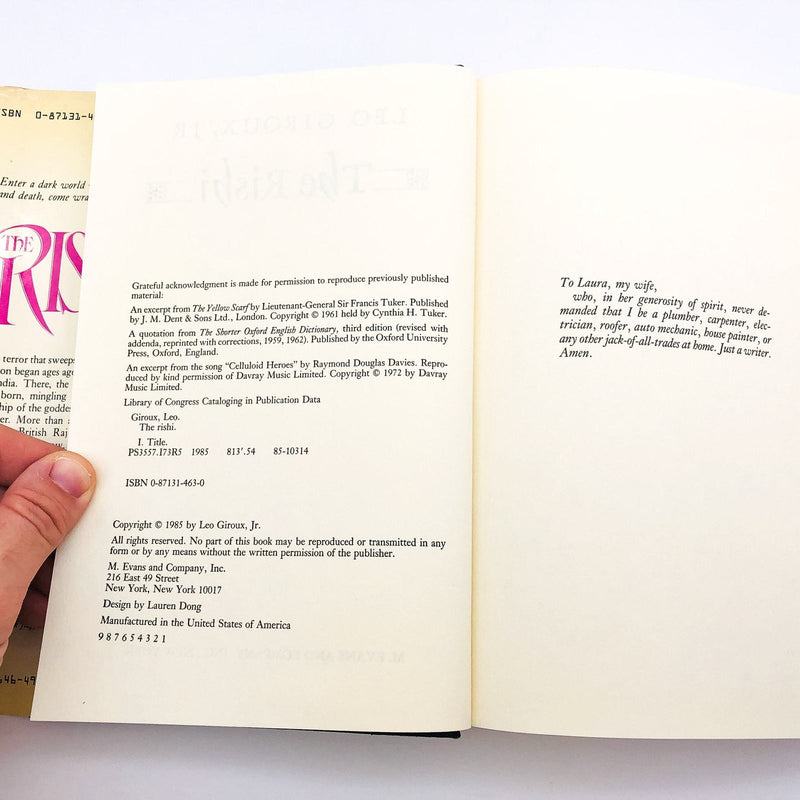 ISBN 0-87131-4
Enter a dark world
and death, come
THE
RIS
terror that sweeps
began ages
India. There, the
born, mingling
of the
More than
British Raj
Grateful acknowledgment is made for permission to reproduce previously published
material:
An excerpt from The Yellow Scarf by Lieutenant-General Sir Francis Tuker. Published
by J. M. Dent & Sons Ltd., London. Copyright © 1961 held by Cynthia H. Tuker.
A quotation from The Shorter Oxford English Dictionary, third edition (revised with
addenda, reprinted with corrections, 1959, 1962). Published by the Oxford University
Press, Oxford, England.
An excerpt from the song "Celluloid Heroes" by Raymond Douglas Davies. Repro-
duced by kind permission of Davray Music Limited. Copyright © 1972 by Davray
Music Limited.
Library of Congress Cataloging in Publication Data
Giroux, Leo.
The rishi.
I. Title.
PS3557.I73R5 1985 813'.54 85-10314
ISBN 0-87131-463-0
Copyright © 1985 by Leo Giroux, Jr.
All rights reserved. No part of this book may be reproduced or transmitted in any
form or by any means without the written permission of the publisher.
M. Evans and Company, Inc.
216 East 49 Street
New York, New York 10017
Design by Lauren Dong
Manufactured in the United States of America
9 8 7 6 5 4 3 2 1
To Laura, my wife,
who, in her generosity of spirit, never de-
manded that I be a plumber, carpenter, elec-
trician, roofer, auto mechanic, house painter, or
any other jack-of-all-trades at home. Just a writer.
Amen.